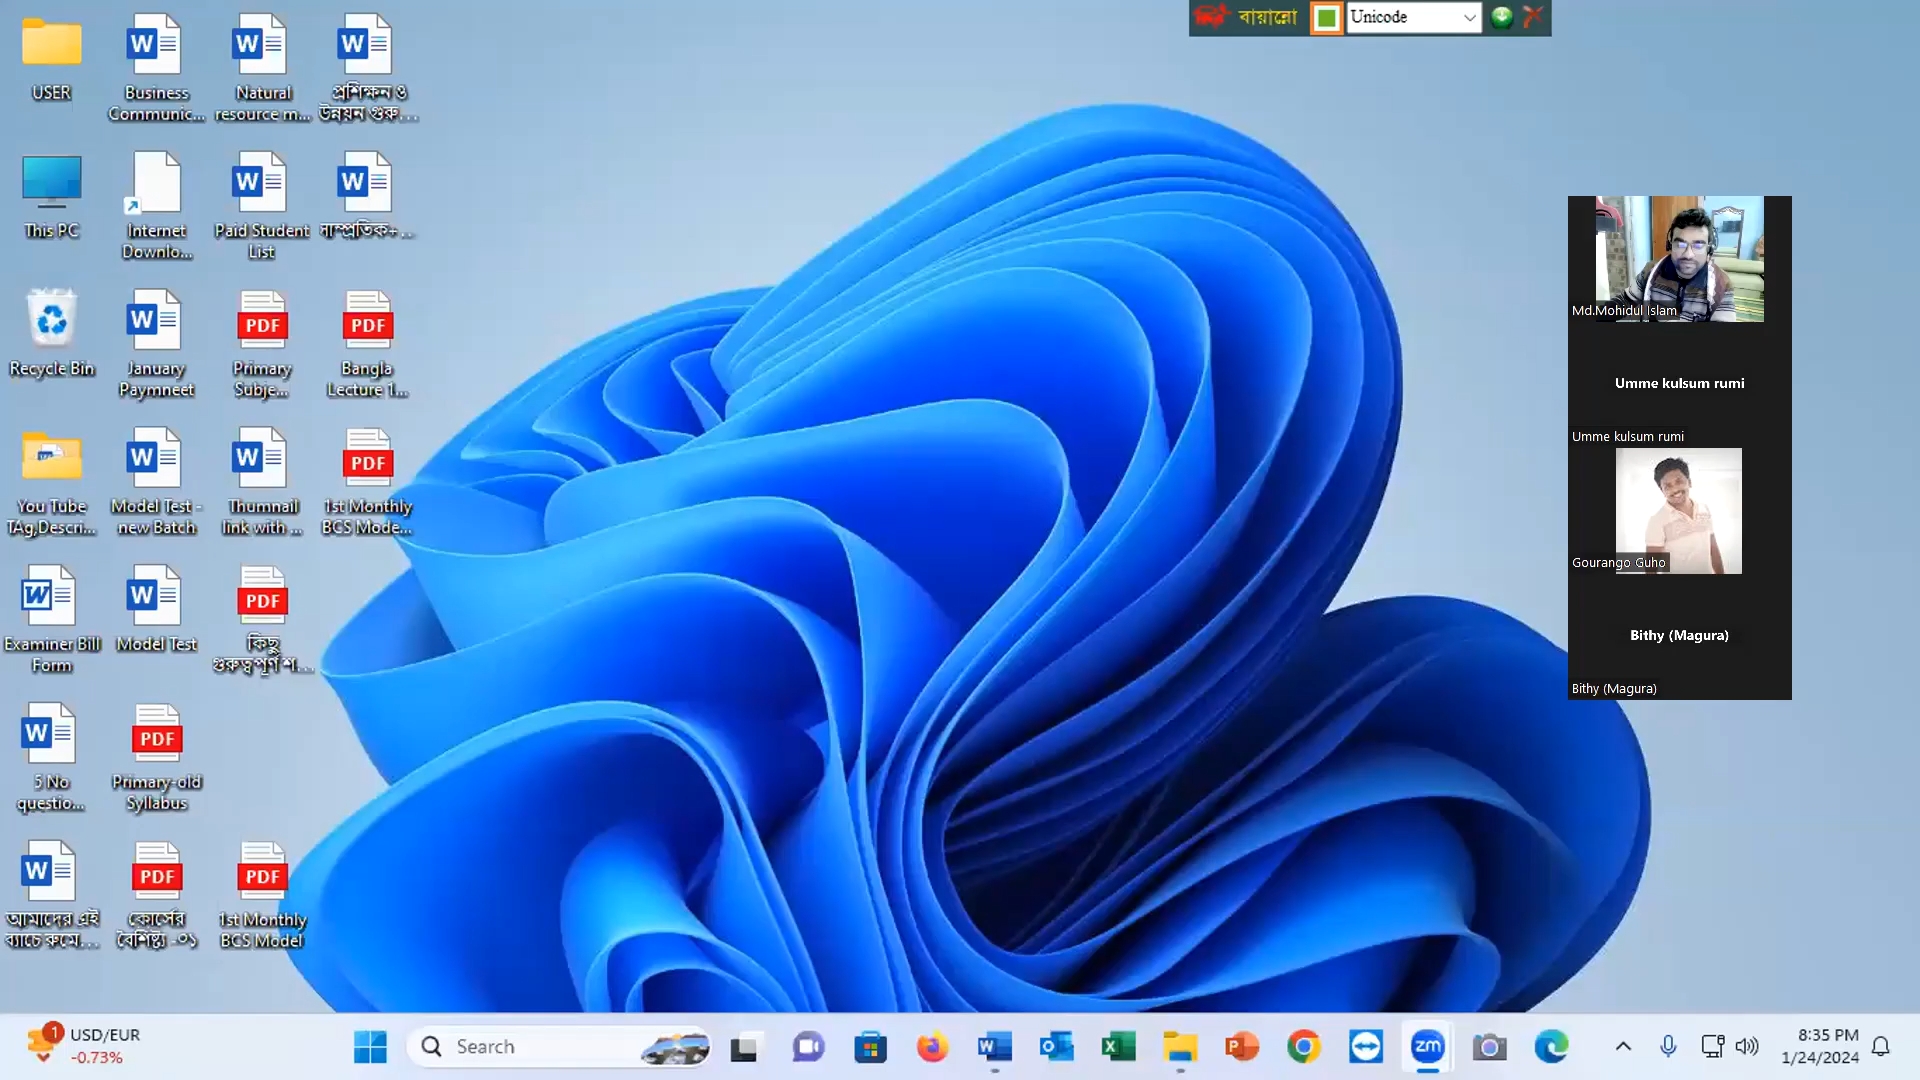 বায়ান্নো
Unicode
USER
Business
Communic...
Natural
resource m...
প্রশিক্ষন ও
উন্নয়ন গুরু...
This PC
Internet
Downlo...
Paid Student
List
সাম্প্রতিক+...
Recycle Bin
January
Paymneet
PDF
Primary
Subje...
PDF
Bangla
Lecture 1...
You Tube
TAg,Descri...
Model Test -
new Batch
Thumnail
link with ...
PDF
1st Monthly
BCS Mode...
Examiner Bill
Form
Model Test
PDF
কিছু
গুরুত্বপূর্ণ শ...
5 No
questio...
PDF
Primary-old
Syllabus
আমাদের এই
ব্যাচে রুমে...
PDF
কোর্সের
বৈশিষ্ট্য -০১
PDF
1st Monthly
BCS Model
Md.Mohidul Islam
Umme kulsum rumi
Umme kulsum rumi
Gourango Guho
Bithy (Magura)
Bithy (Magura)
1
USD/EUR
-0.73%
Search
zm
8:35 PM
1/24/2024